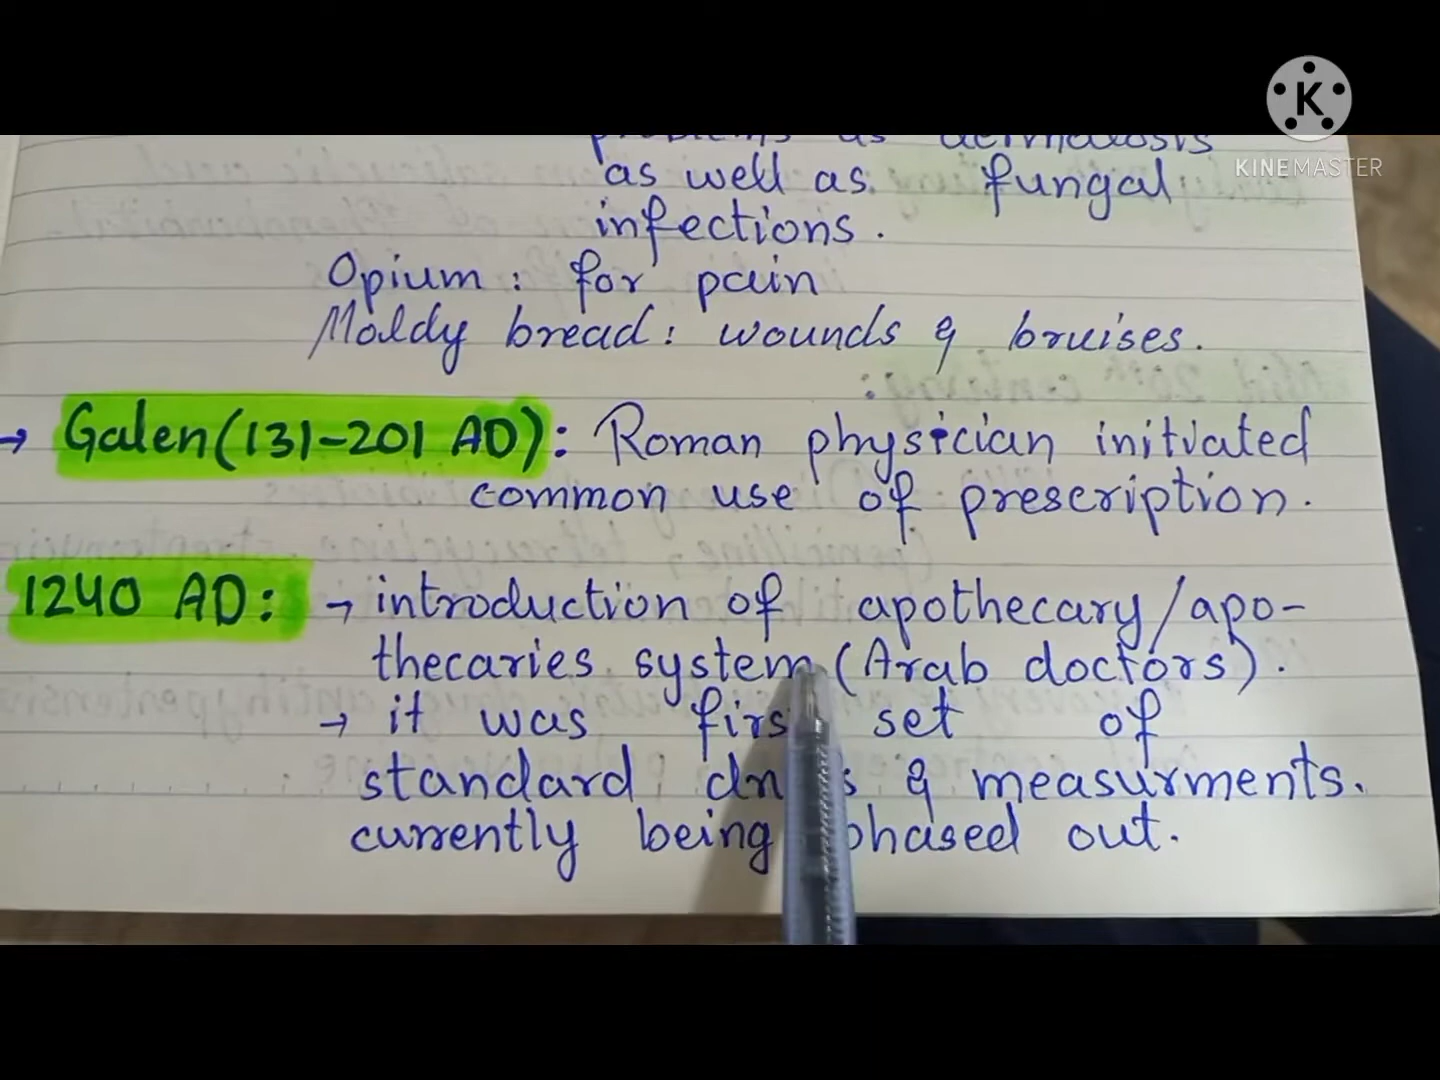 KINEMASTER
as well as fungal
infections.
Opium : for pain
Moldy bread : wounds & bruises.
→ Galen (131-201 AD) : Roman physician initiated
common use of prescription.
1240 AD : → introduction of apothecary/apo-
thecaries system (Arab doctors).
→ it was first set of
standard & measurments.
currently being phased out.